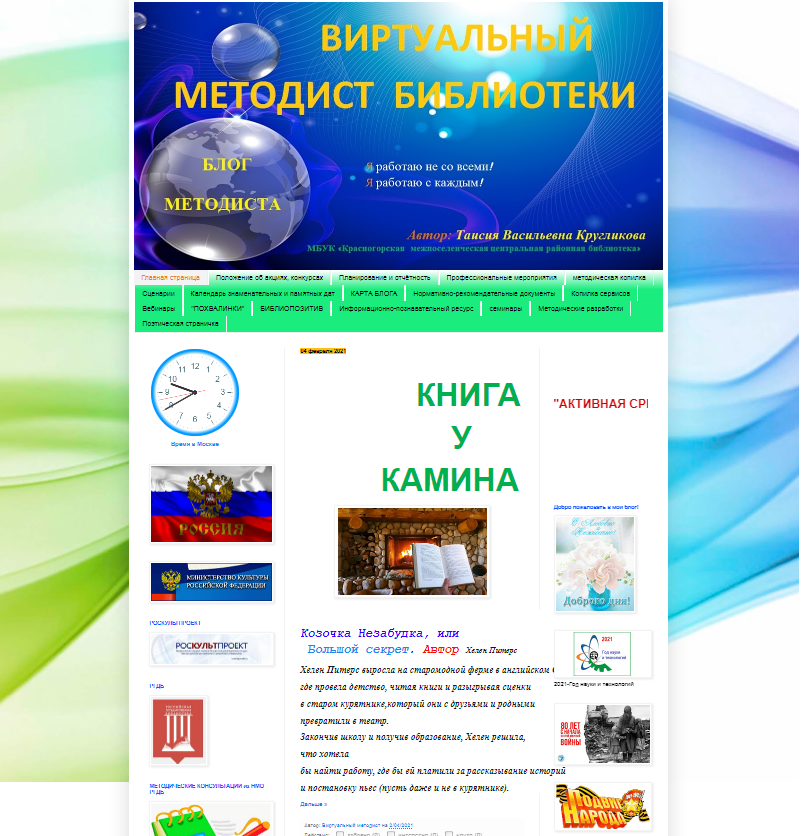 ВИРТУАЛЬНЫЙ
МЕТОДИСТ БИБЛИОТЕКИ
БЛОГ
МЕТОДИСТА
Я работаю не со всеми!
Я работаю с каждым!
Автор: Таисия Васильевна Кругликова
МБУК «Красногорская межпоселенческая центральная районная библиотека»
Главная страница Положение об акциях, конкурсах Планирование и отчётность Профессиональные мероприятия методическая копилка
Сценарии Календарь знаменательных и памятных дат КАРТА БЛОГА Нормативно-рекомендательные документы Копилка сервисов
Вебинары "ПОХВАЛИНКИ" БИБЛИОПОЗИТИВ Информационно-познавательный ресурс семинары Методические разработки
Поэтическая страничка
12
1
2
3
4
5
6
7
8
9
10
11
Время в Москве
РОССИЯ
МИНИСТЕРСТВО КУЛЬТУРЫ
РОССИЙСКОЙ ФЕДЕРАЦИИ
РОСКУЛЬТПРОЕКТ
РОСКУЛЬТПРОЕКТ
РГДБ
МЕТОДИЧЕСКИЕ КОНСУЛЬТАЦИИ из НМО
РГДБ
04 февраля 2021
КНИГА
У
КАМИНА
Козочка Незабудка, или
Большой секрет. Автор Хелен Питерс
Хелен Питерс выросла на старомодной ферме в английском
где провела детство, читая книги и разыгрывая сценки
в старом курятнике,который они с друзьями и родными
превратили в театр.
Закончив школу и получив образование, Хелен решила,
что хотела
бы найти работу, где бы ей платили за рассказывание историй
и постановку пьес (пусть даже и не в курятнике).
Дальше »
Автор: Виртуальный методист на 2/04/2021
"АКТИВНАЯ СРЕ
Добро пожаловать в мой блог!
С Любовью
и Нежностью!
Доброго дня!
2021
Год науки
и технологий
2021-Год науки и технологий
80 ЛЕТ
С НАЧАЛА
ВОЙНЫ
ПОДВИГ
НАРОДА